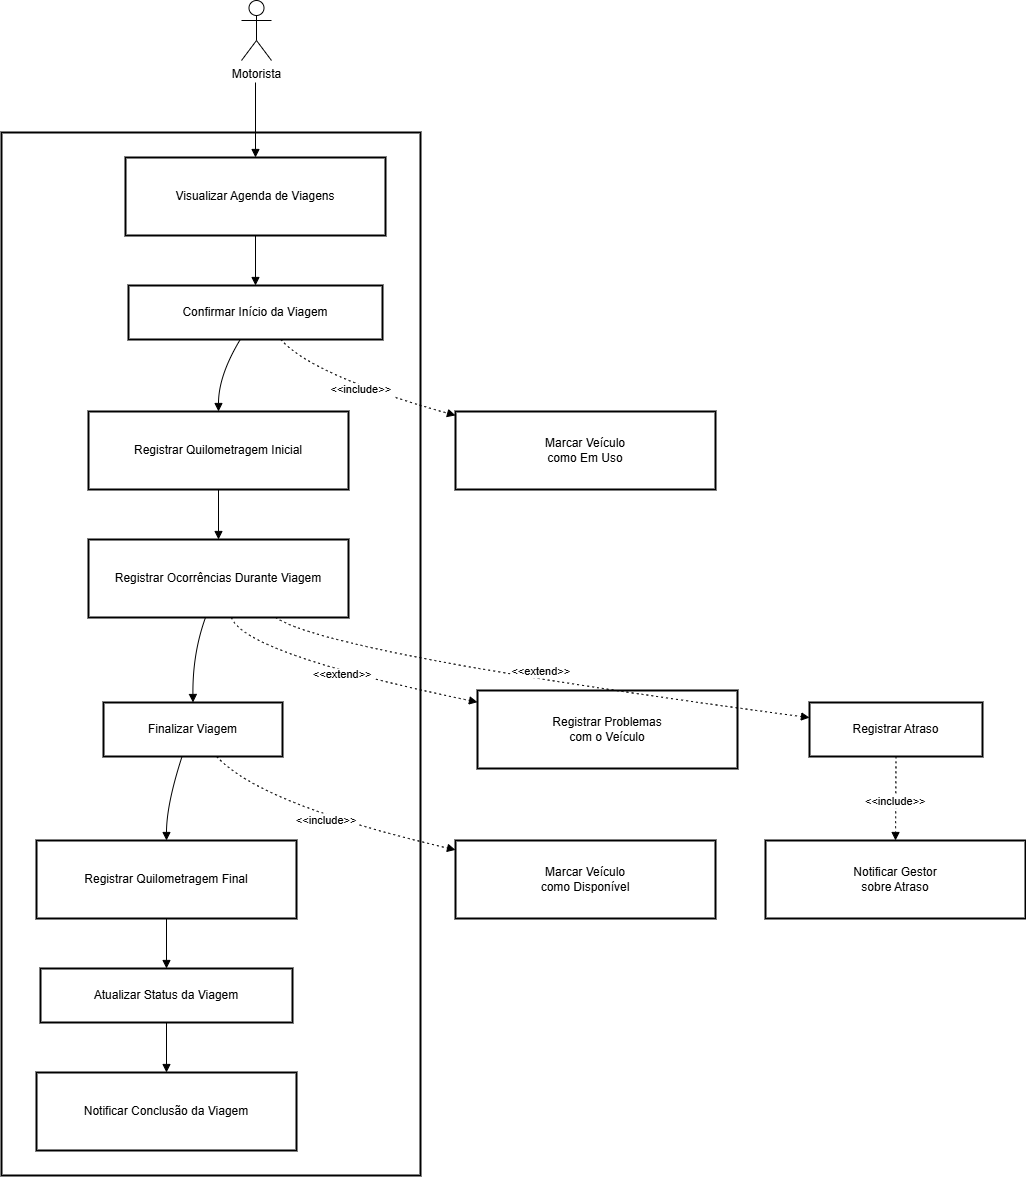 Motorista
Visualizar Agenda de Viagens
Confirmar Início da Viagem
<<include>>
Registrar Quilometragem Inicial
Marcar Veículo
como Em Uso
Registrar Ocorrências Durante Viagem
<<extend>>
<<extend>>
Finalizar Viagem
Registrar Problemas
com o Veículo
Registrar Atraso
<<include>>
<<include>>
Registrar Quilometragem Final
Marcar Veículo
como Disponível
Notificar Gestor
sobre Atraso
Atualizar Status da Viagem
Notificar Conclusão da Viagem